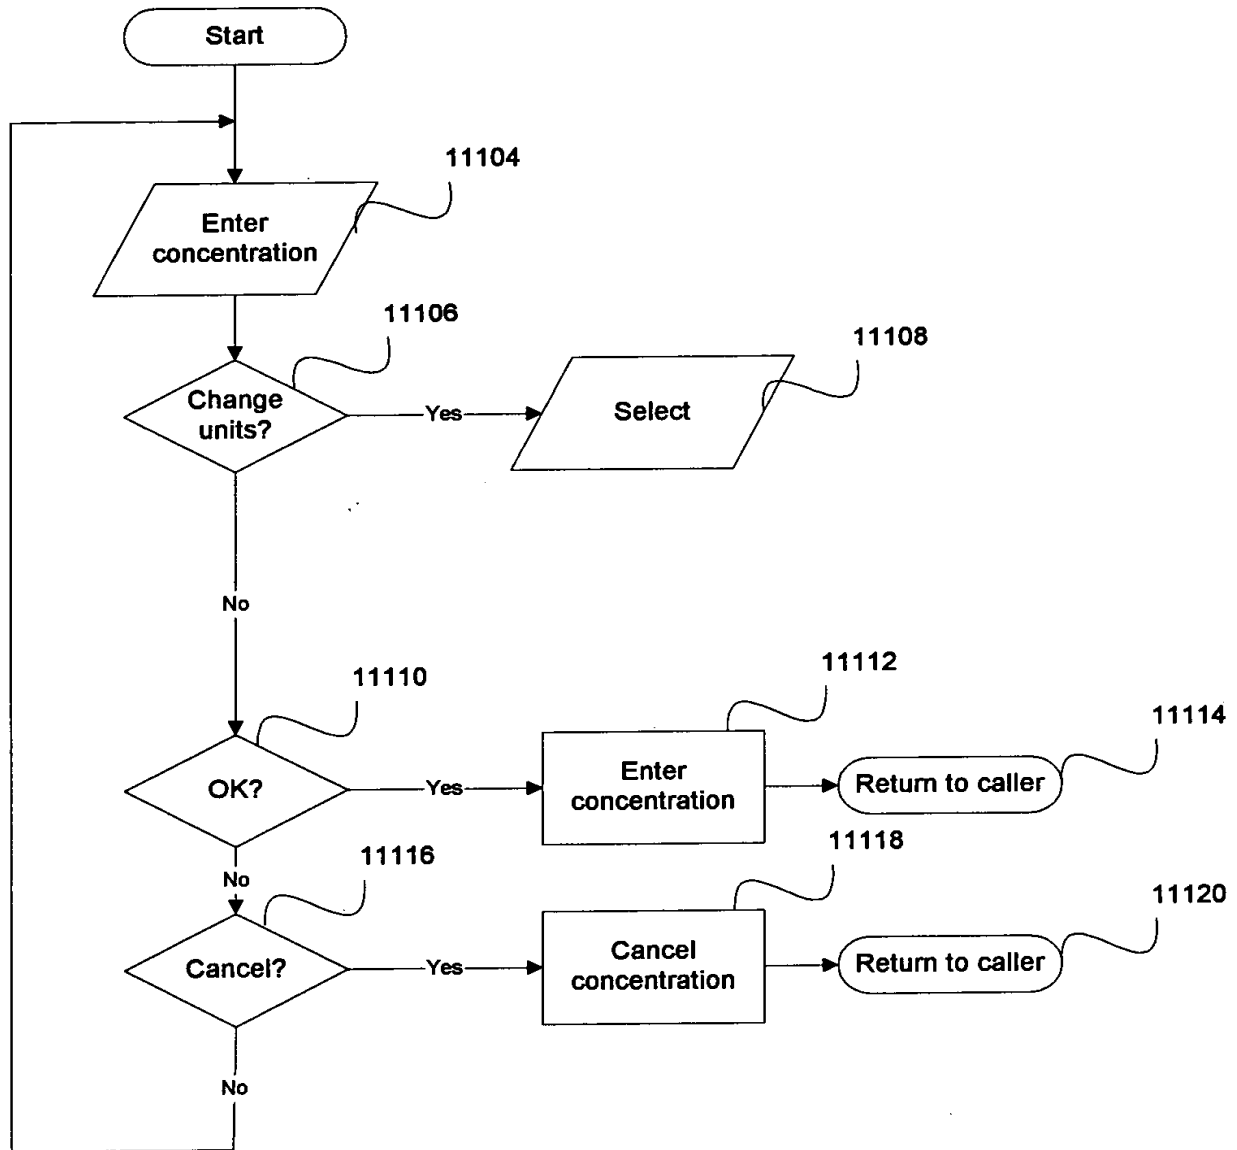 Start
11104
Enter
concentration
11106
11108
Change
units?
Yes
Select
No
11110
11112
11114
OK?
Yes
Enter
concentration
Return to caller
No
11116
11118
11120
Cancel?
Yes
Cancel
concentration
Return to caller
No